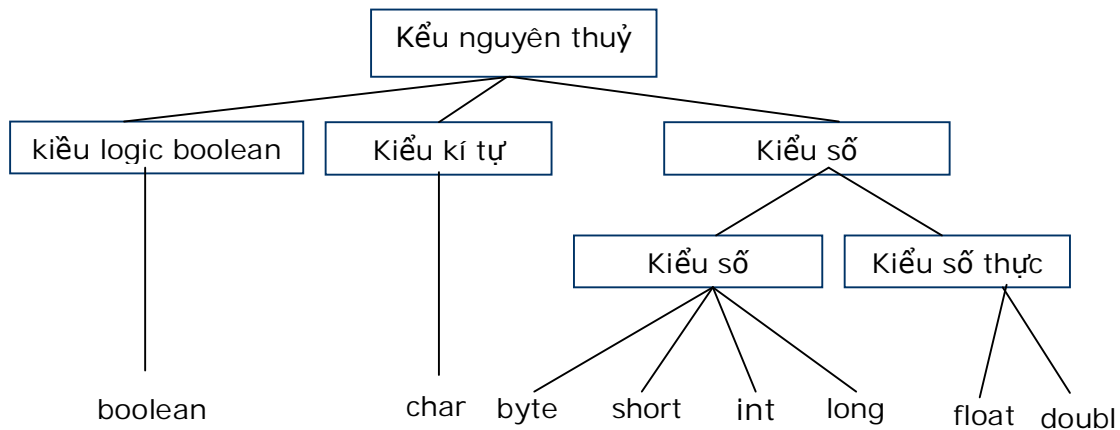 Kểu nguyên thuỷ
kiều logic boolean
Kiểu kí tự
Kiểu số
Kiểu số
Kiểu số thực
boolean
char
byte
short
int
long
float
doubl